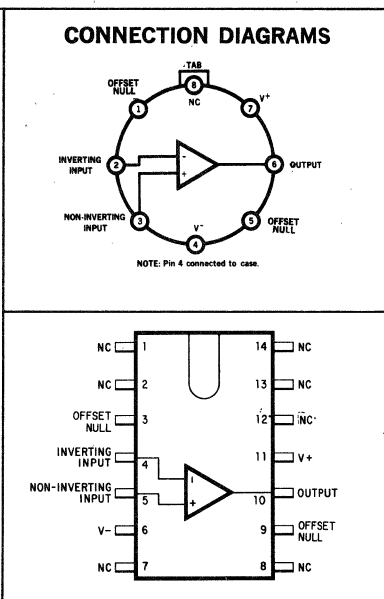 CONNECTION DIAGRAMS
TAB
8
NC
OFFSET
NULL
1
7
V+
INVERTING
INPUT
2
-
+
6
OUTPUT
NON-INVERTING
INPUT
3
5
OFFSET
NULL
V-
4
NOTE: Pin 4 connected to case.
NC 1
14 NC
NC 2
13 NC
OFFSET
NULL
3
12 NC
INVERTING
INPUT
4
11 V+
NON-INVERTING
INPUT
5
-
+
10
OUTPUT
V- 6
9
OFFSET
NULL
NC 7
8 NC